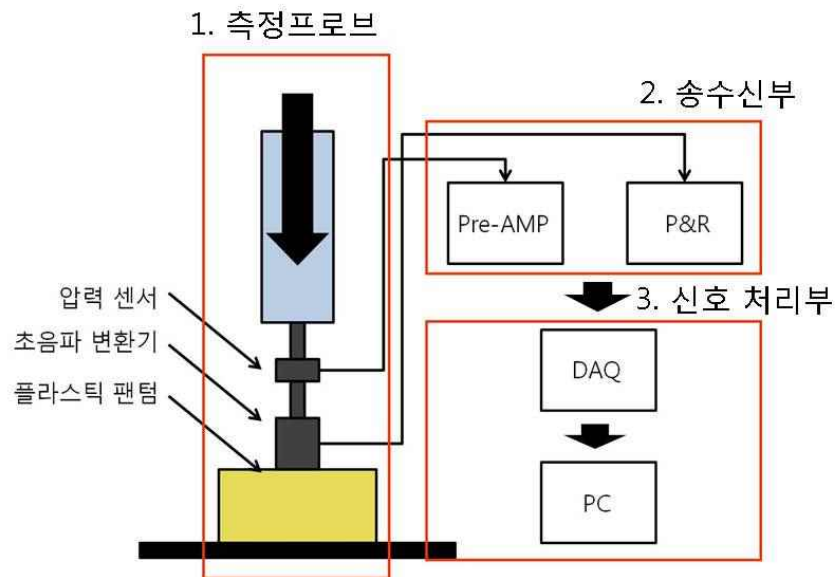 1. 측정프로브
2. 송수신부
Pre-AMP
P&R
압력 센서
초음파 변환기
플라스틱 팬텀
3. 신호 처리부
DAQ
PC